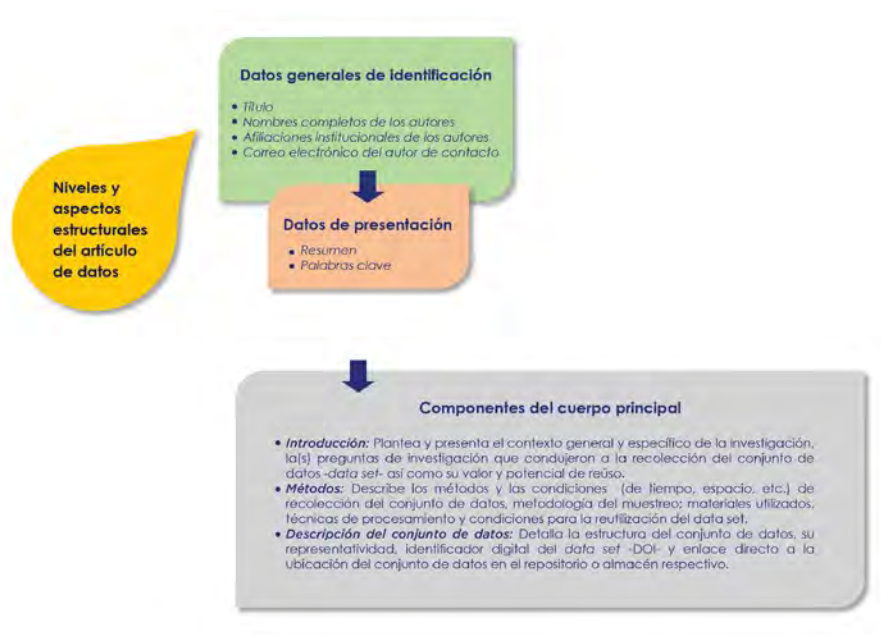 Niveles y
aspectos
estructurales
del artículo
de datos
Datos generales de identificación
• Título
• Nombres completos de los autores
• Afiliaciones institucionales de los autores
• Correo electrónico del autor de contacto
Datos de presentación
• Resumen
• Palabras clave
Componentes del cuerpo principal
• Introducción: Plantea y presenta el contexto general y específico de la investigación,
la(s) preguntas de investigación que condujeron a la recolección del conjunto de
datos -data set- así como su valor y potencial de reúso.
• Métodos: Describe los métodos y las condiciones (de tiempo, espacio, etc.) de
recolección del conjunto de datos, metodología del muestreo; materiales utilizados,
técnicas de procesamiento y condiciones para la reutilización del data set.
• Descripción del conjunto de datos: Detalla la estructura del conjunto de datos, su
representatividad, identificador digital del data set -DOI- y enlace directo a la
ubicación del conjunto de datos en el repositorio o almacén respectivo.